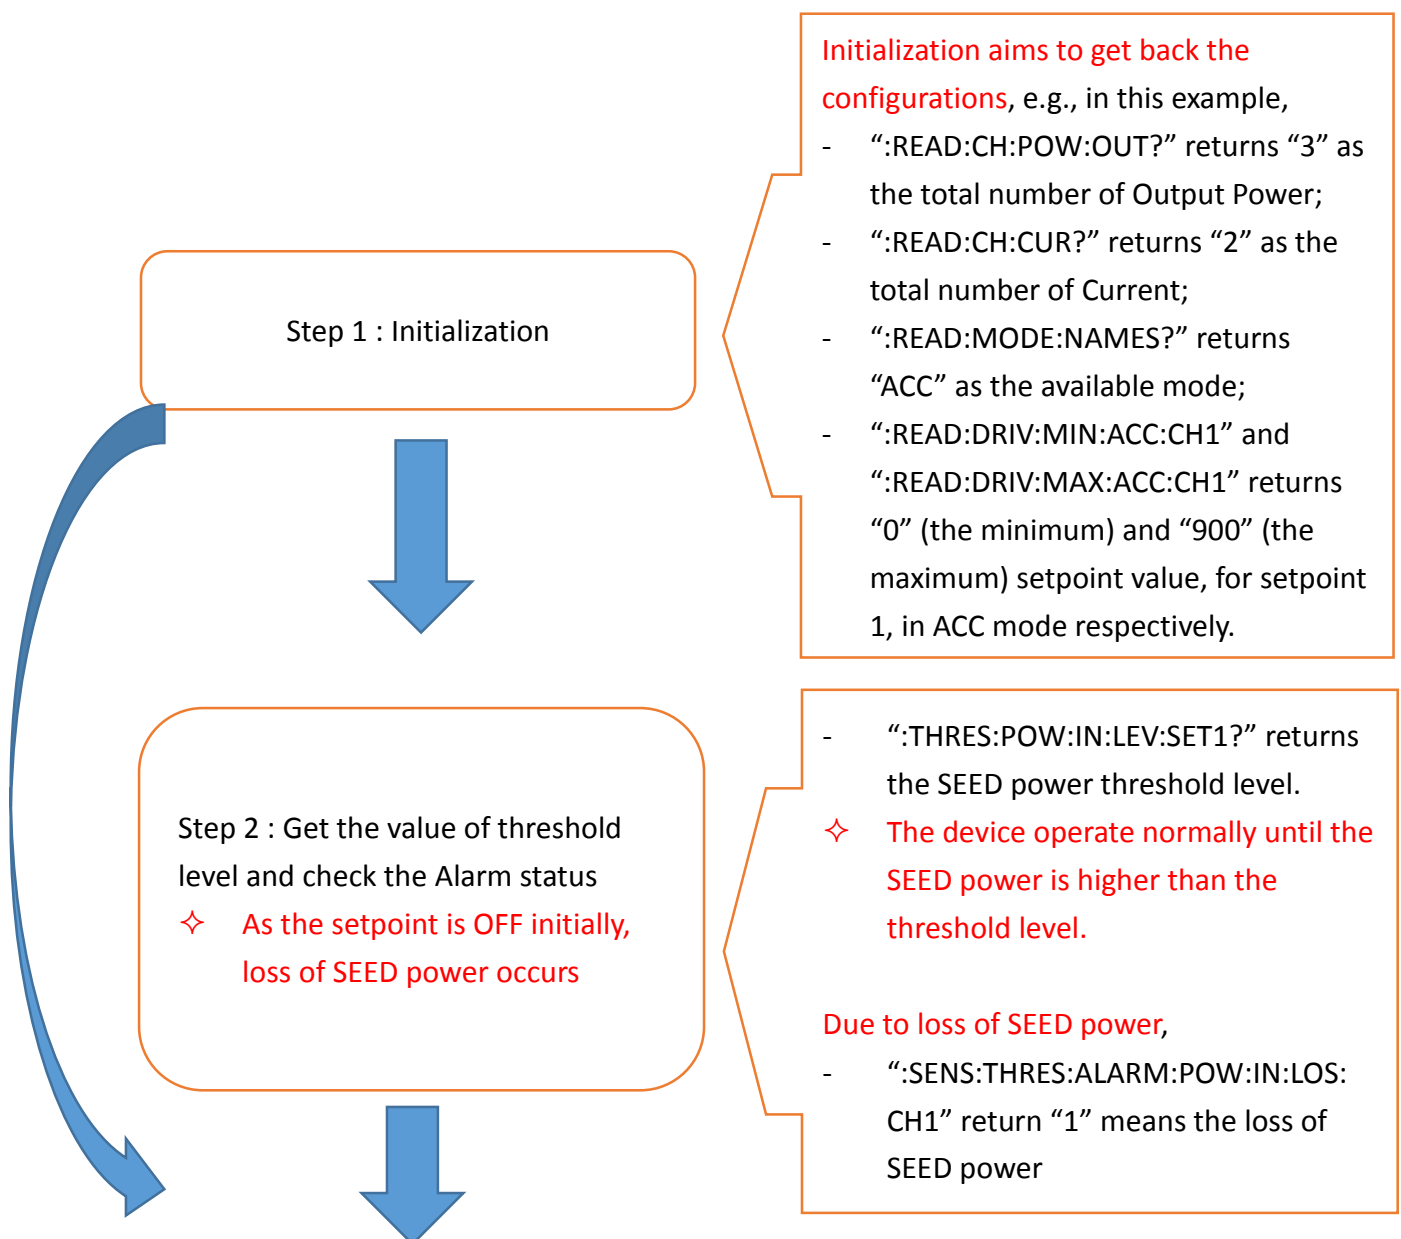 Initialization aims to get back the
configurations, e.g., in this example,
- “:READ:CH:POW:OUT?” returns “3” as
the total number of Output Power;
- “:READ:CH:CUR?” returns “2” as the
total number of Current;
- “:READ:MODE:NAMES?” returns
“ACC” as the available mode;
- “:READ:DRIV:MIN:ACC:CH1” and
“:READ:DRIV:MAX:ACC:CH1” returns
“0” (the minimum) and “900” (the
maximum) setpoint value, for setpoint
1, in ACC mode respectively.
Step 1 : Initialization
Step 2 : Get the value of threshold
level and check the Alarm status
✧ As the setpoint is OFF initially,
loss of SEED power occurs
- “:THRES:POW:IN:LEV:SET1?” returns
the SEED power threshold level.
✧ The device operate normally until the
SEED power is higher than the
threshold level.
Due to loss of SEED power,
- “:SENS:THRES:ALARM:POW:IN:LOS:
CH1” return “1” means the loss of
SEED power